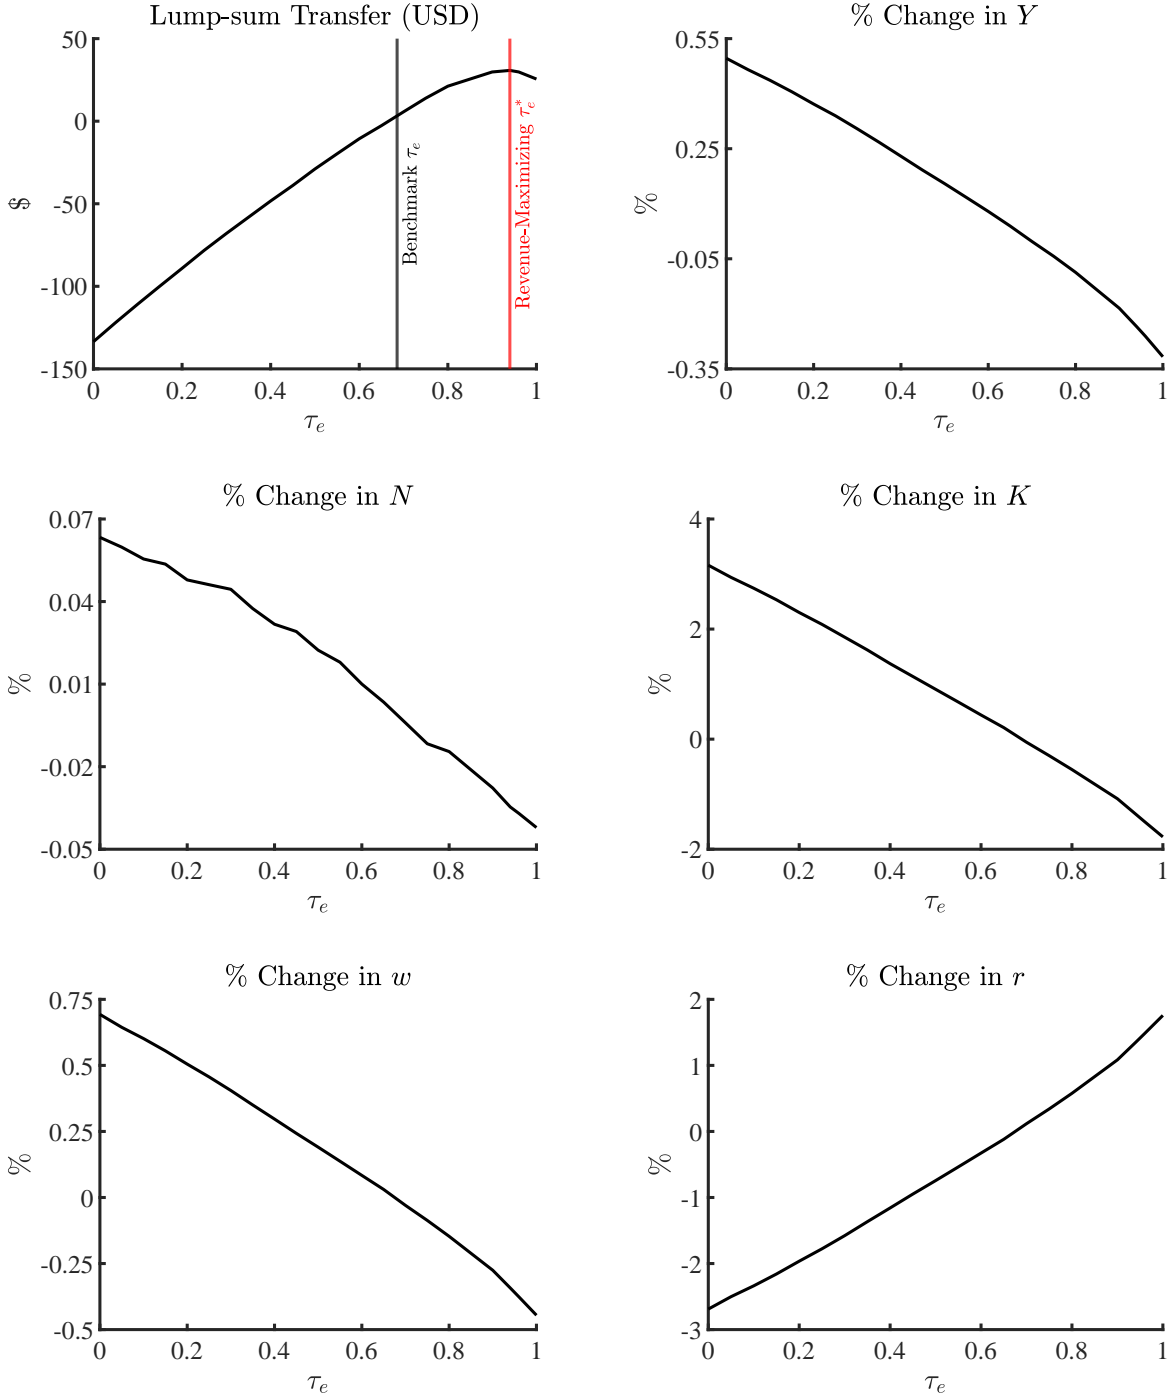 Lump-sum Transfer (USD)
50
0
-50
-100
-150
$
0 0.2 0.4 0.6 0.8 1
τe
Benchmark τe
Revenue-Maximizing τe*
% Change in Y
0.55
0.25
-0.05
-0.35
%
0 0.2 0.4 0.6 0.8 1
τe
% Change in N
0.07
0.04
0.01
-0.02
-0.05
%
0 0.2 0.4 0.6 0.8 1
τe
% Change in K
4
2
0
-2
%
0 0.2 0.4 0.6 0.8 1
τe
% Change in w
0.75
0.5
0.25
0
-0.25
-0.5
%
0 0.2 0.4 0.6 0.8 1
τe
% Change in r
2
1
0
-1
-2
-3
%
0 0.2 0.4 0.6 0.8 1
τe